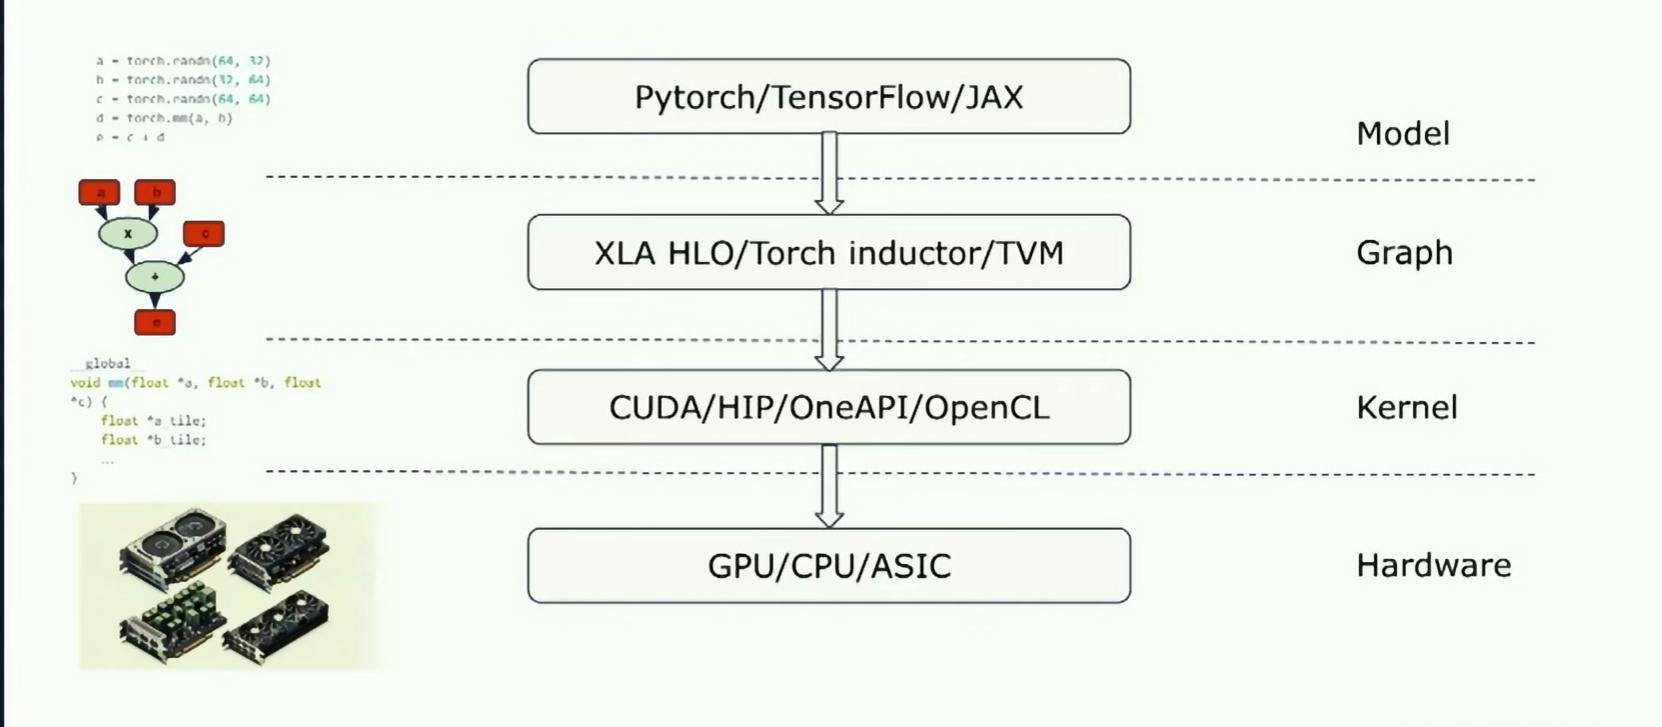 a = torch.randn(64, 32)
b = torch.randn(32, 64)
c = torch.randn(64, 64)
d = torch.mm(a, b)
e = c + d
Pytorch/TensorFlow/JAX
Model
a b
x c
+
e
XLA HLO/Torch inductor/TVM
Graph
__global__
void mm(float *a, float *b, float
*c) {
float *a_tile;
float *b_tile;
...
}
CUDA/HIP/OneAPI/OpenCL
Kernel
GPU/CPU/ASIC
Hardware